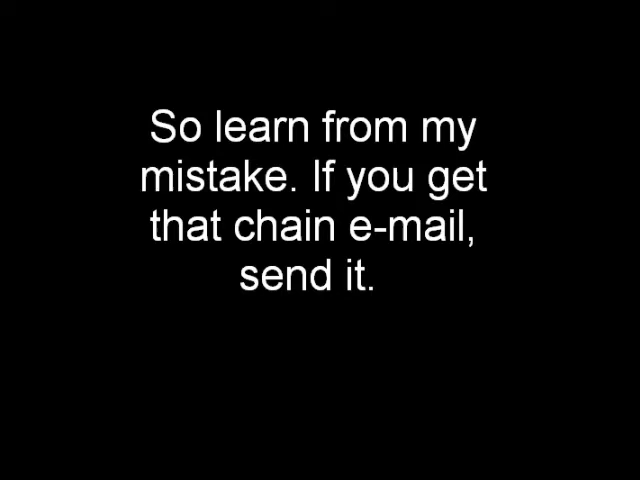 So learn from my
mistake. If you get
that chain e-mail,
send it.